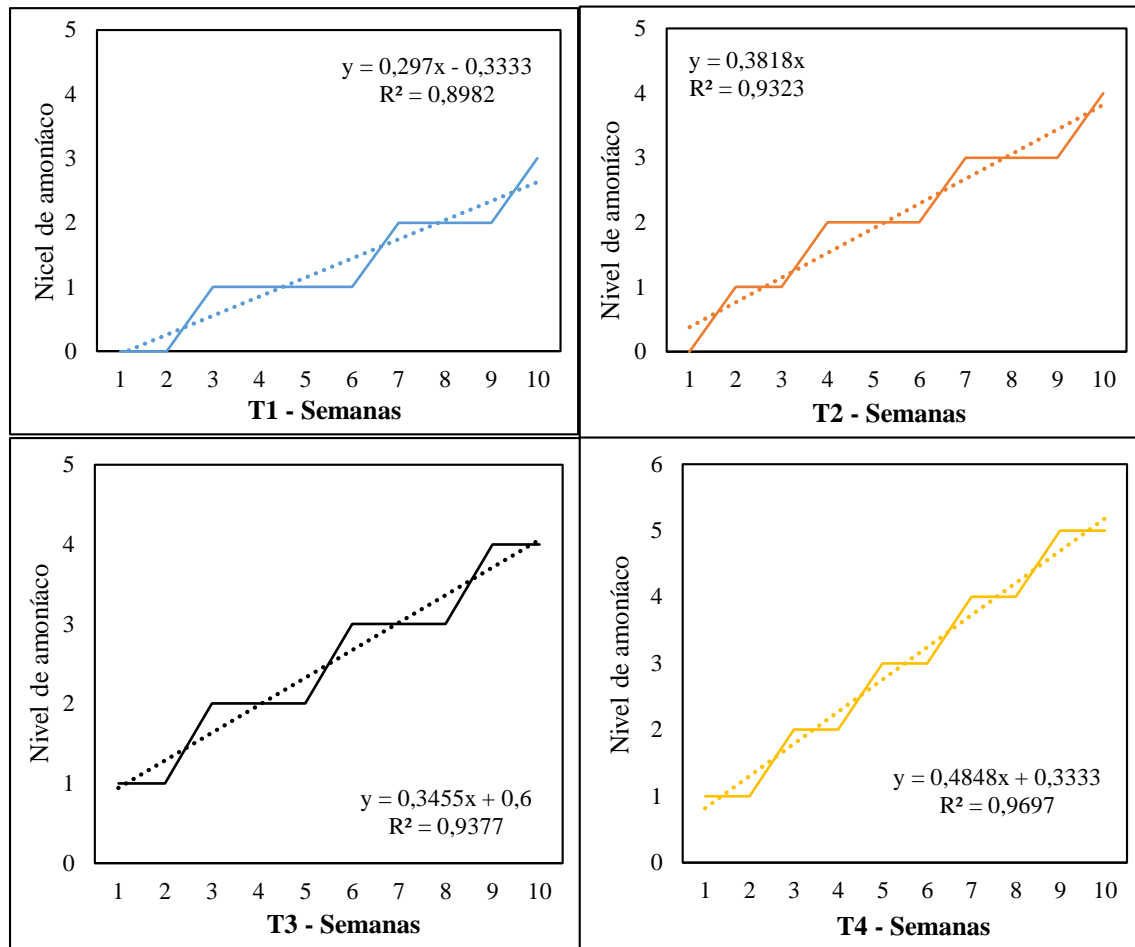 5
4
3
2
1
0
Nicel de amoníaco
y = 0,297x - 0,3333
R² = 0,8982
1 2 3 4 5 6 7 8 9 10
T1 - Semanas
5
4
3
2
1
0
Nivel de amoníaco
y = 0,3818x
R² = 0,9323
1 2 3 4 5 6 7 8 9 10
T2 - Semanas
5
4
3
2
1
0
Nivel de amoníaco
y = 0,3455x + 0,6
R² = 0,9377
1 2 3 4 5 6 7 8 9 10
T3 - Semanas
6
5
4
3
2
1
0
Nivel de amoníaco
y = 0,4848x + 0,3333
R² = 0,9697
1 2 3 4 5 6 7 8 9 10
T4 - Semanas